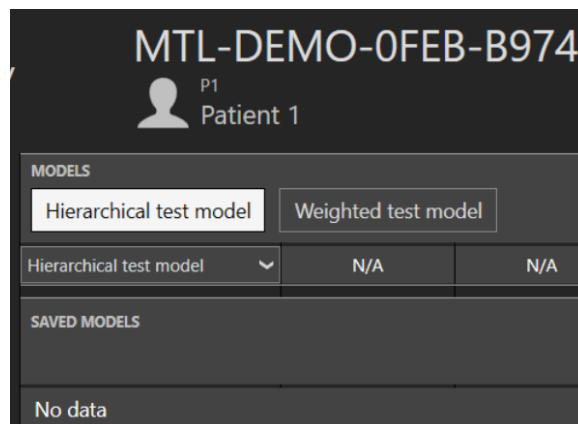 MTL-DEMO-0FEB-B974
P1
Patient 1
MODELS
Hierarchical test model Weighted test model
Hierarchical test model N/A N/A
SAVED MODELS
No data